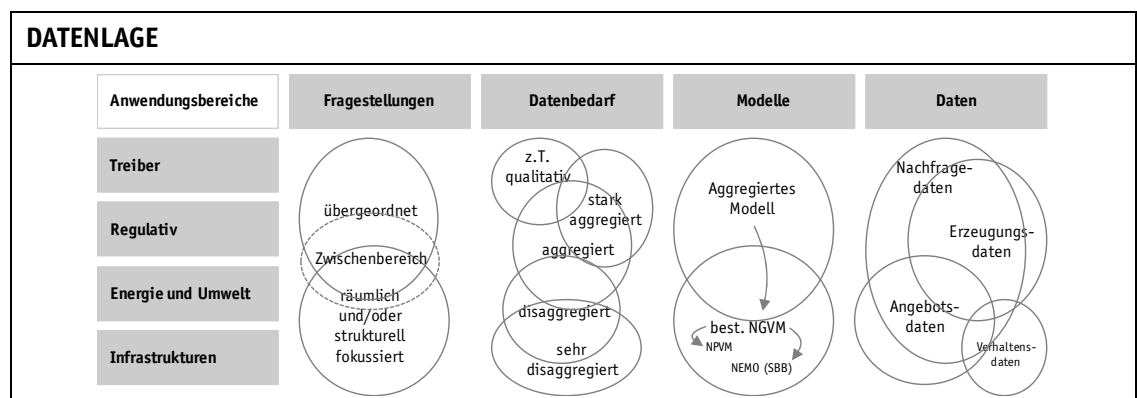 DATENLAGE
Anwendungsbereiche
Fragestellungen
Datenbedarf
Modelle
Daten
Treiber
Regulativ
Energie und Umwelt
Infrastrukturen
übergeordnet
Zwischenbereich
räumlich
und/oder
strukturell
fokussiert
z.T.
qualitativ
stark
aggregiert
aggregiert
disaggregiert
sehr
disaggregiert
Aggregiertes
Modell
best. NGVM
NPVM
NEMO (SBB)
Nachfrage-
daten
Erzeugungs-
daten
Angebots-
daten
Verhaltens-
daten